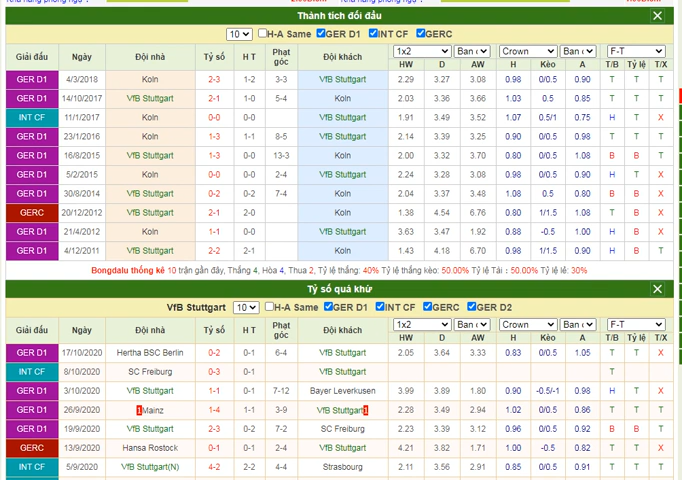 Thành tích đối đầu
10 H-A Same GER D1 INT CF GERC
Giải đấu Ngày Đội nhà Tỷ số H T Phạt góc Đội khách 1x2 Ban Crown Ban F-T
HW D AW H Kèo A T/B Tỷ lệ T/X
GER D1 4/3/2018 Koln 2-3 1-2 3-3 VfB Stuttgart 2.29 3.27 3.08 0.98 0/0.5 0.90 T T T
GER D1 14/10/2017 VfB Stuttgart 2-1 1-0 5-4 Koln 2.03 3.36 3.66 1.03 0.5 0.85 T T T
INT CF 11/1/2017 Koln 0-0 0-0 VfB Stuttgart 1.91 3.49 3.52 1.07 0.5/1 0.75 H T X
GER D1 23/1/2016 Koln 1-3 1-1 8-5 VfB Stuttgart 2.14 3.39 3.25 0.90 0/0.5 0.98 T T T
GER D1 16/8/2015 VfB Stuttgart 1-3 0-0 13-3 Koln 2.00 3.32 3.70 0.80 0.5 1.08 B B T
GER D1 5/2/2015 Koln 0-0 0-0 2-4 VfB Stuttgart 2.24 3.28 3.08 0.98 0/0.5 0.90 H T X
GER D1 30/8/2014 VfB Stuttgart 0-2 0-2 7-4 Koln 2.04 3.37 3.48 1.08 0.5 0.80 B B X
GERC 20/12/2012 VfB Stuttgart 2-1 2-0 Koln 1.38 4.54 6.76 0.80 1/1.5 1.08 T B X
GER D1 21/4/2012 Koln 1-1 0-1 VfB Stuttgart 3.63 3.47 1.92 0.88 -0.5 1.00 H B X
GER D1 4/12/2011 VfB Stuttgart 2-2 2-1 Koln 1.43 4.18 6.70 0.98 1/1.5 0.90 H B T
Bongdalu thống kê 10 trận gần đây, Thắng 4, Hòa 4, Thua 2, Tỷ lệ thắng: 40% Tỷ lệ thắng kèo: 50.00% Tỷ lệ Tài : 50.00% Tỷ lệ lẻ: 30%
Tỷ số quá khứ
VfB Stuttgart 10 H-A Same GER D1 INT CF GERC GER D2
Giải đấu Ngày Đội nhà Tỷ số H T Phạt góc Đội khách 1x2 Ban Crown Ban F-T
HW D AW H Kèo A T/B Tỷ lệ T/X
GER D1 17/10/2020 Hertha BSC Berlin 0-2 0-1 6-4 VfB Stuttgart 2.05 3.64 3.33 0.83 0/0.5 1.05 T T X
INT CF 8/10/2020 SC Freiburg 0-3 0-1 VfB Stuttgart T
GER D1 3/10/2020 VfB Stuttgart 1-1 0-1 7-12 Bayer Leverkusen 3.99 3.89 1.80 0.90 -0.5/-1 0.98 H T X
GER D1 26/9/2020 1 Mainz 1-4 1-1 3-9 VfB Stuttgart 1 2.28 3.49 2.94 1.02 0/0.5 0.86 T T T
GER D1 19/9/2020 VfB Stuttgart 2-3 0-2 7-2 SC Freiburg 2.23 3.39 3.12 0.96 0/0.5 0.92 B B T
GERC 13/9/2020 Hansa Rostock 0-1 0-1 2-4 VfB Stuttgart 4.21 3.82 1.71 1.00 -0.5 0.82 T T X
INT CF 5/9/2020 VfB Stuttgart(N) 4-2 2-2 4-4 Strasbourg 2.11 3.56 2.91 0.85 0/0.5 0.91 T T T